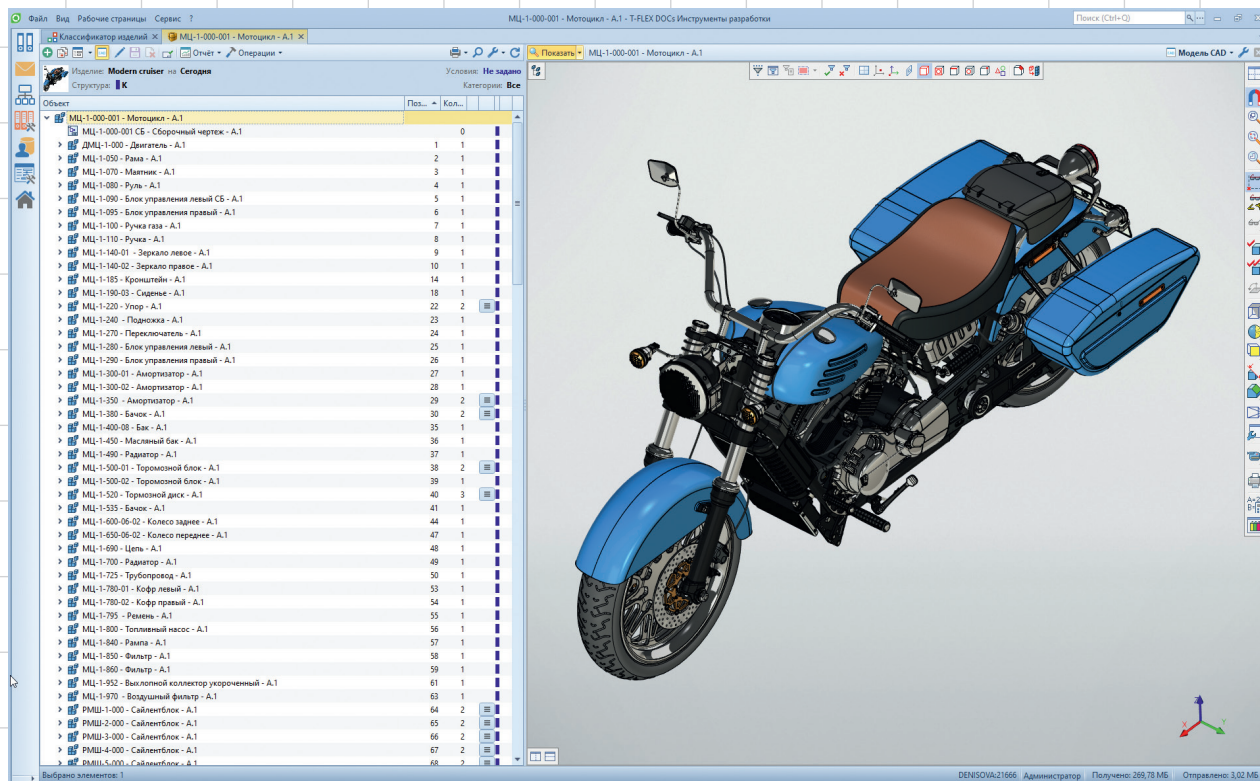 Файл Вид Рабочие страницы Сервис ?
МЦ-1-000-001 - Мотоцикл - А.1 - T-FLEX DOCs Инструменты разработки
Поиск (Ctrl+Q)
Классификатор изделий
МЦ-1-000-001 - Мотоцикл - А.1
Отчёт
Операции
Показать
МЦ-1-000-001 - Мотоцикл - А.1
Модель CAD
Изделие: Modern cruiser на Сегодня
Условия: Не задано
Структура: К
Категории: Все
Объект Поз... Кол...
МЦ-1-000-001 - Мотоцикл - А.1
МЦ-1-000-001 СБ - Сборочный чертеж - А.1 0
ДМЦ-1-000 - Двигатель - А.1 1 1
МЦ-1-050 - Рама - А.1 2 1
МЦ-1-070 - Маятник - А.1 3 1
МЦ-1-080 - Руль - А.1 4 1
МЦ-1-090 - Блок управления левый СБ - А.1 5 1
МЦ-1-095 - Блок управления правый - А.1 6 1
МЦ-1-100 - Ручка газа - А.1 7 1
МЦ-1-110 - Ручка - А.1 8 1
МЦ-1-140-01 - Зеркало левое - А.1 9 1
МЦ-1-140-02 - Зеркало правое - А.1 10 1
МЦ-1-185 - Кронштейн - А.1 14 1
МЦ-1-190-03 - Сиденье - А.1 18 1
МЦ-1-220 - Упор - А.1 22 2
МЦ-1-240 - Подножка - А.1 23 1
МЦ-1-270 - Переключатель - А.1 24 1
МЦ-1-280 - Блок управления левый - А.1 25 1
МЦ-1-290 - Блок управления правый - А.1 26 1
МЦ-1-300-01 - Амортизатор - А.1 27 1
МЦ-1-300-02 - Амортизатор - А.1 28 1
МЦ-1-350 - Амортизатор - А.1 29 2
МЦ-1-380 - Бачок - А.1 30 2
МЦ-1-400-08 - Бак - А.1 35 1
МЦ-1-450 - Масляный бак - А.1 36 1
МЦ-1-490 - Радиатор - А.1 37 1
МЦ-1-500-01 - Торомозной блок - А.1 38 2
МЦ-1-500-02 - Торомозной блок - А.1 39 1
МЦ-1-520 - Тормозной диск - А.1 40 3
МЦ-1-535 - Бачок - А.1 41 1
МЦ-1-600-06-02 - Колесо заднее - А.1 44 1
МЦ-1-650-06-02 - Колесо переднее - А.1 47 1
МЦ-1-690 - Цепь - А.1 48 1
МЦ-1-700 - Радиатор - А.1 49 1
МЦ-1-725 - Трубопровод - А.1 50 1
МЦ-1-780-01 - Кофр левый - А.1 53 1
МЦ-1-780-02 - Кофр правый - А.1 54 1
МЦ-1-795 - Ремень - А.1 55 1
МЦ-1-800 - Топливный насос - А.1 56 1
МЦ-1-840 - Рампа - А.1 57 1
МЦ-1-850 - Фильтр - А.1 58 1
МЦ-1-860 - Фильтр - А.1 59 1
МЦ-1-952 - Выхлопной коллектор укороченный - А.1 61 1
МЦ-1-970 - Воздушный фильтр - А.1 63 1
РМШ-1-000 - Сайлентблок - А.1 64 2
РМШ-2-000 - Сайлентблок - А.1 65 2
РМШ-3-000 - Сайлентблок - А.1 66 2
РМШ-4-000 - Сайлентблок - А.1 67 2
РМШ-5-000 - Сайлентблок - А.1 68 2
Z
X
Y
Выбрано элементов: 1
DENISOVA:21666 Администратор Получено: 269,78 МБ Отправлено: 3,02 МБ